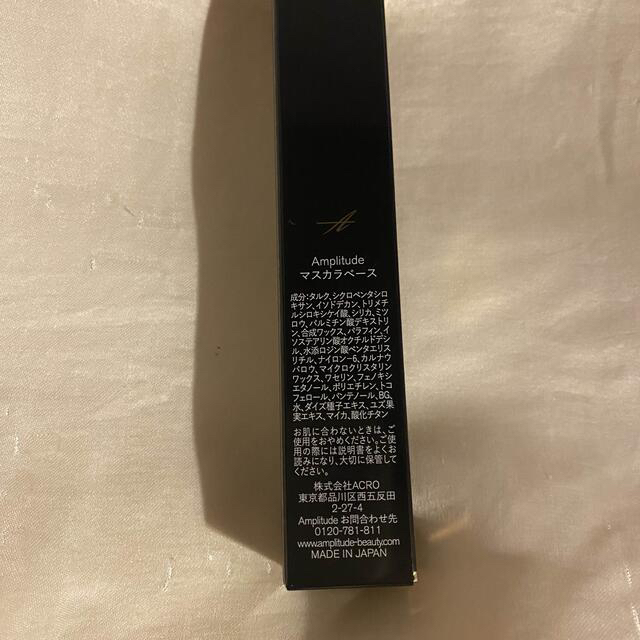 Amplitude
マスカラベース
成分:タルク、シクロペンタシロ
キサン、イソドデカン、トリメチ
ルシロキシケイ酸、シリカ、ミツ
ロウ、パルミチン酸デキストリ
ン、合成ワックス、パラフィン、イ
ソステアリン酸オクチルドデシ
ル、水添ロジン酸ペンタエリス
リチル、ナイロン-6、カルナウ
バロウ、マイクロクリスタリン
ワックス、ワセリン、フェノキシ
エタノール、ポリエチレン、トコ
フェロール、パンテノール、BG、
水、ダイズ種子エキス、ユズ果
実エキス、マイカ、酸化チタン
お肌に合わないときは、ご
使用をおやめください。ご使
用の際には説明書をよくお
読みになり、大切に保管して
ください。
株式会社ACRO
東京都品川区西五反田
2-27-4
Amplitude お問合わせ先
0120-781-811
www.amplitude-beauty.com
MADE IN JAPAN